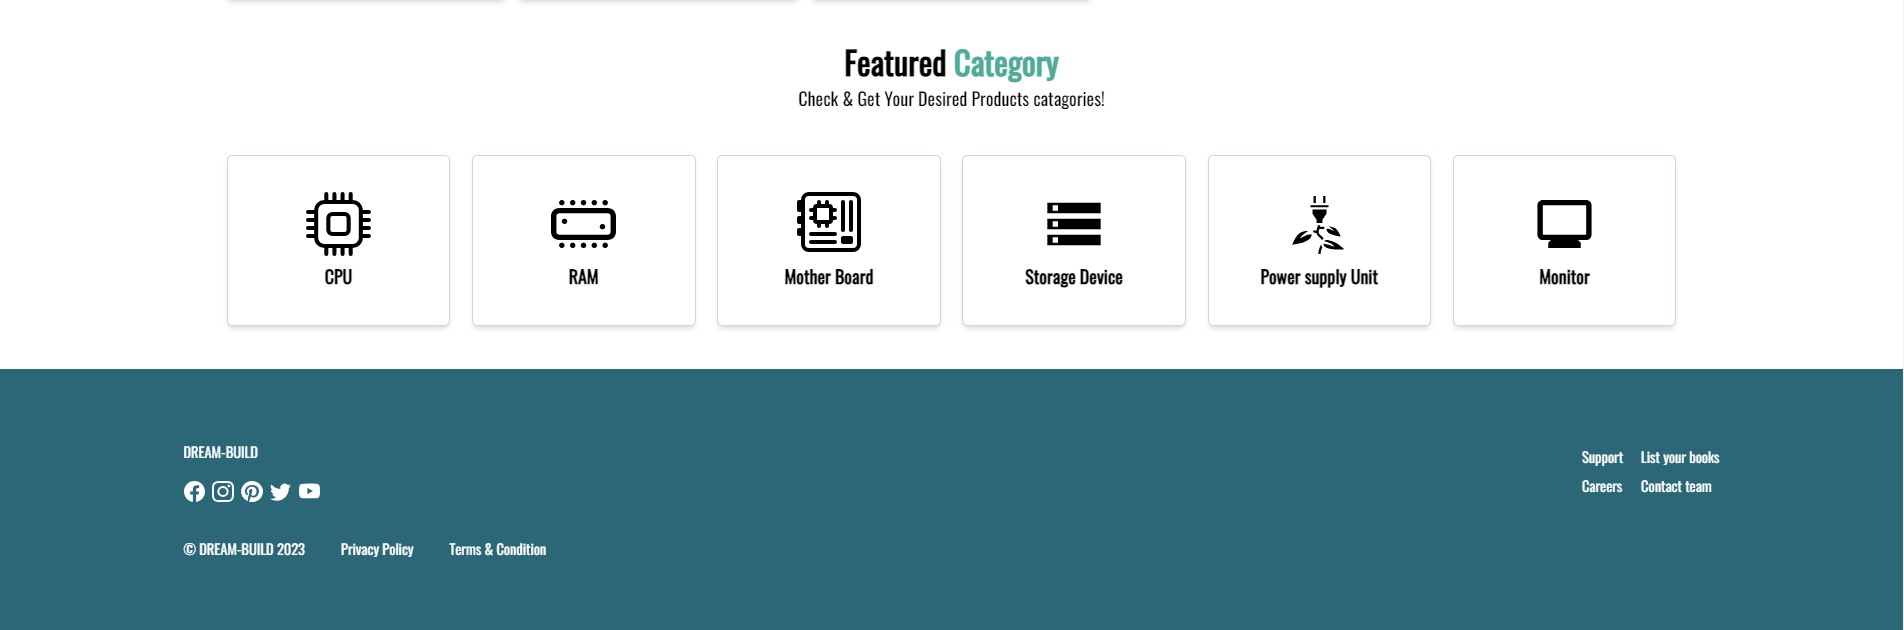 Featured Category
Check & Get Your Desired Products catagories!
CPU
RAM
Mother Board
Storage Device
Power supply Unit
Monitor
DREAM-BUILD
Support List your books
Careers Contact team
© DREAM-BUILD 2023 Privacy Policy Terms & Condition